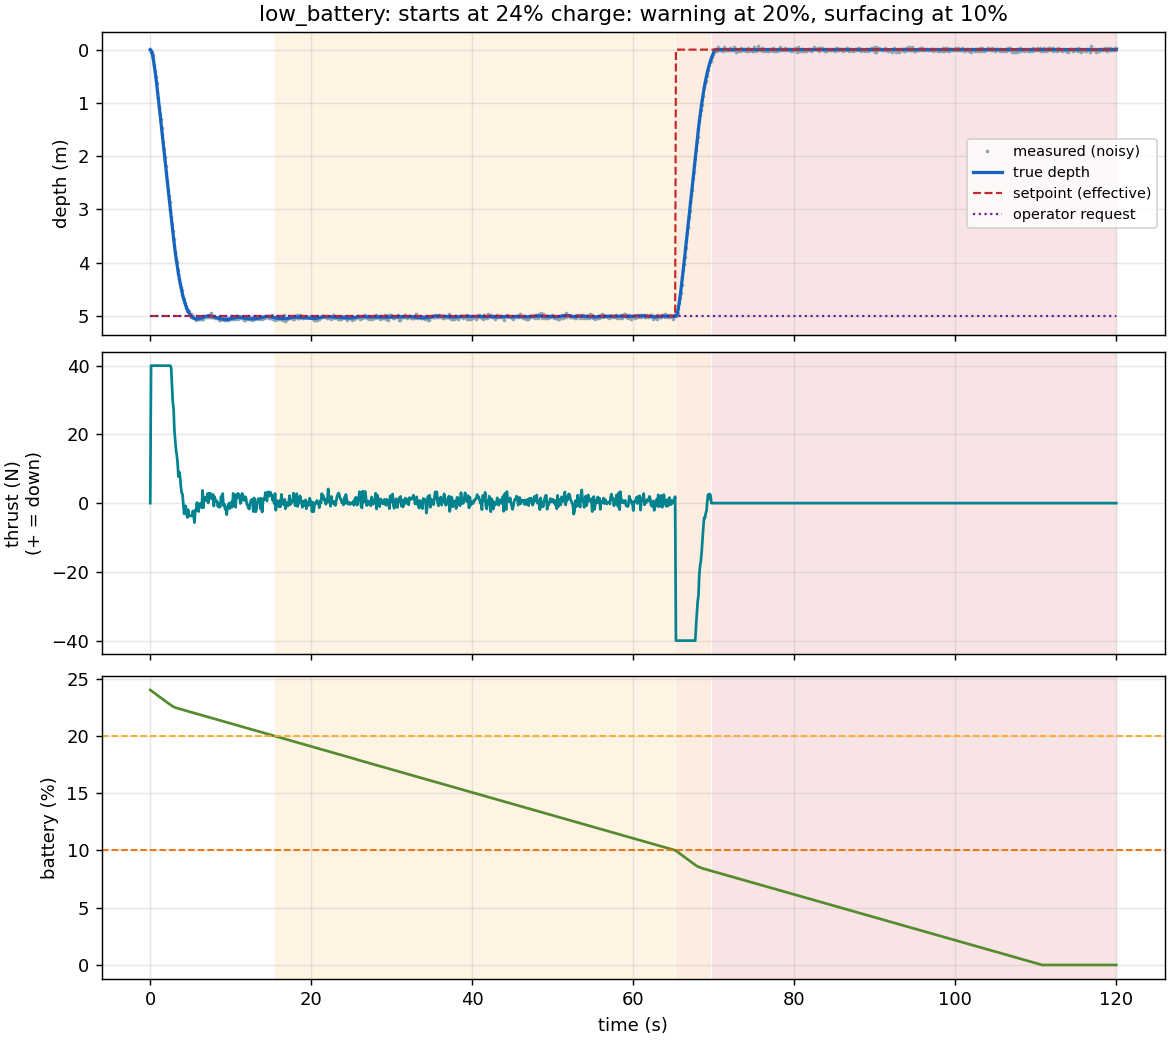 low_battery: starts at 24% charge: warning at 20%, surfacing at 10%
depth (m)
0
1
2
3
4
5
measured (noisy)
true depth
setpoint (effective)
operator request
thrust (N)
(+ = down)
40
20
0
−20
−40
battery (%)
25
20
15
10
5
0
0 20 40 60 80 100 120
time (s)